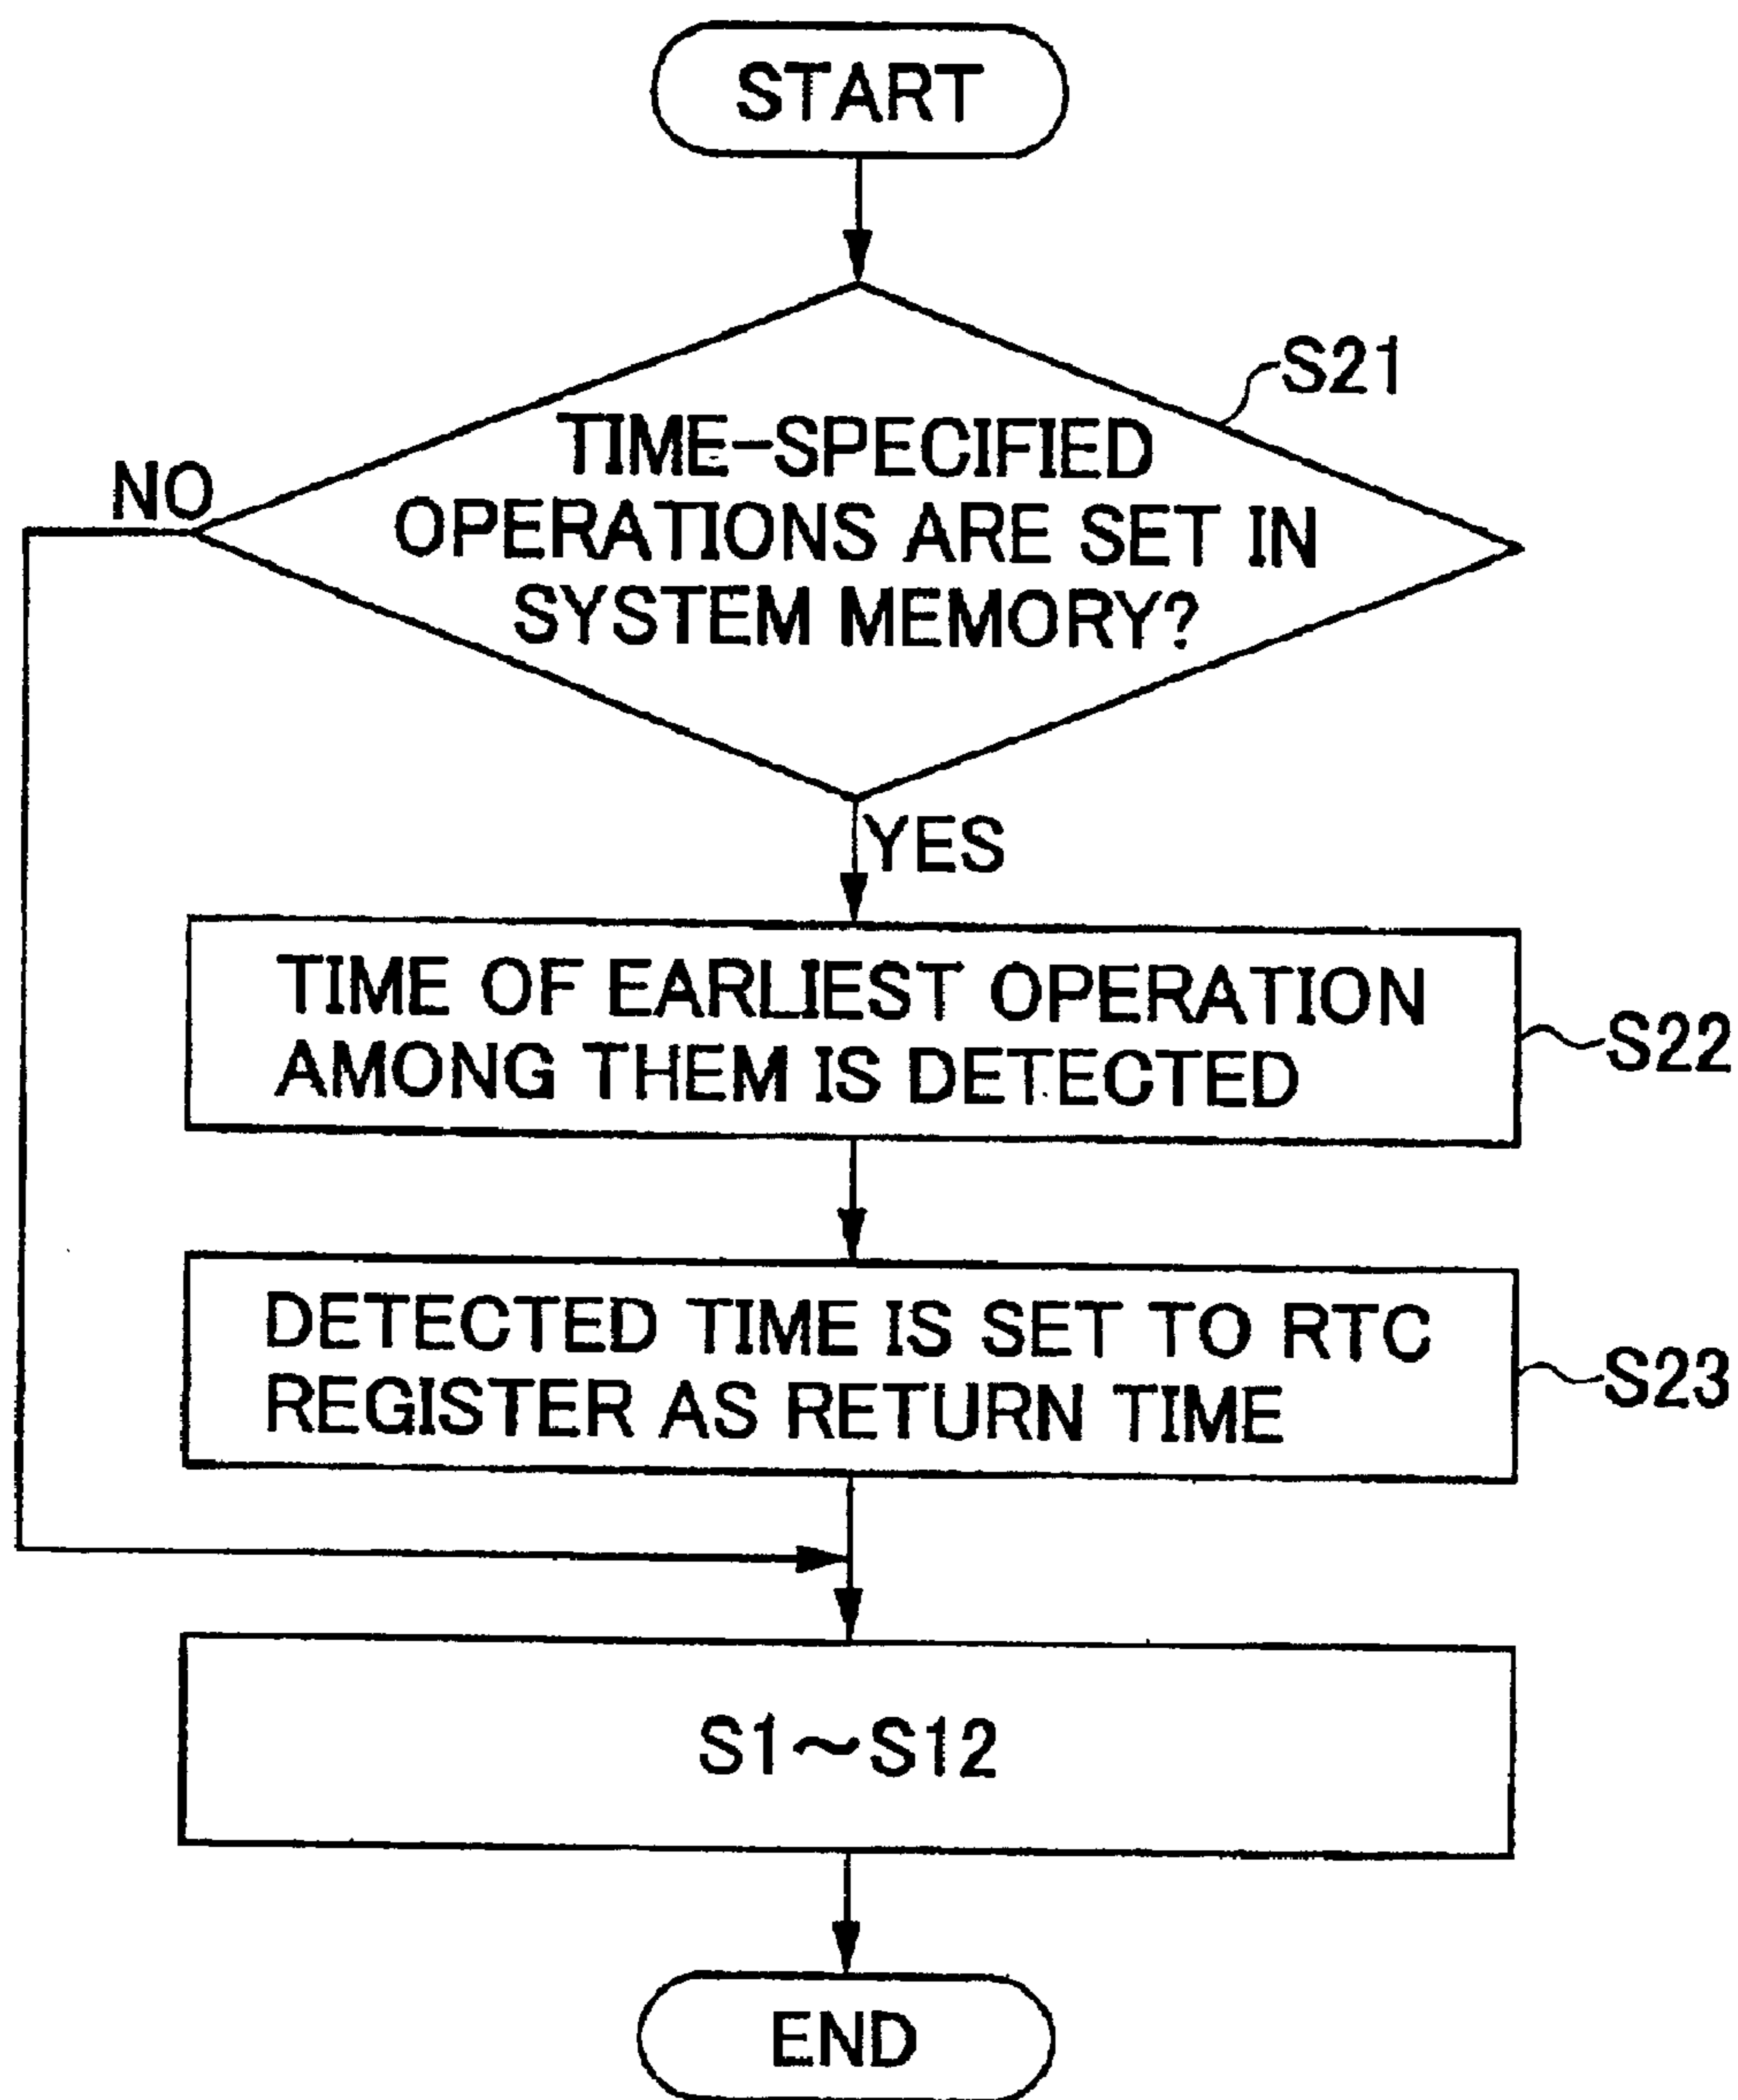 START
S21
TIME-SPECIFIED
OPERATIONS ARE SET IN
SYSTEM MEMORY?
NO
YES
TIME OF EARLIEST OPERATION
AMONG THEM IS DETECTED
S22
DETECTED TIME IS SET TO RTC
REGISTER AS RETURN TIME
S23
S1~S12
END